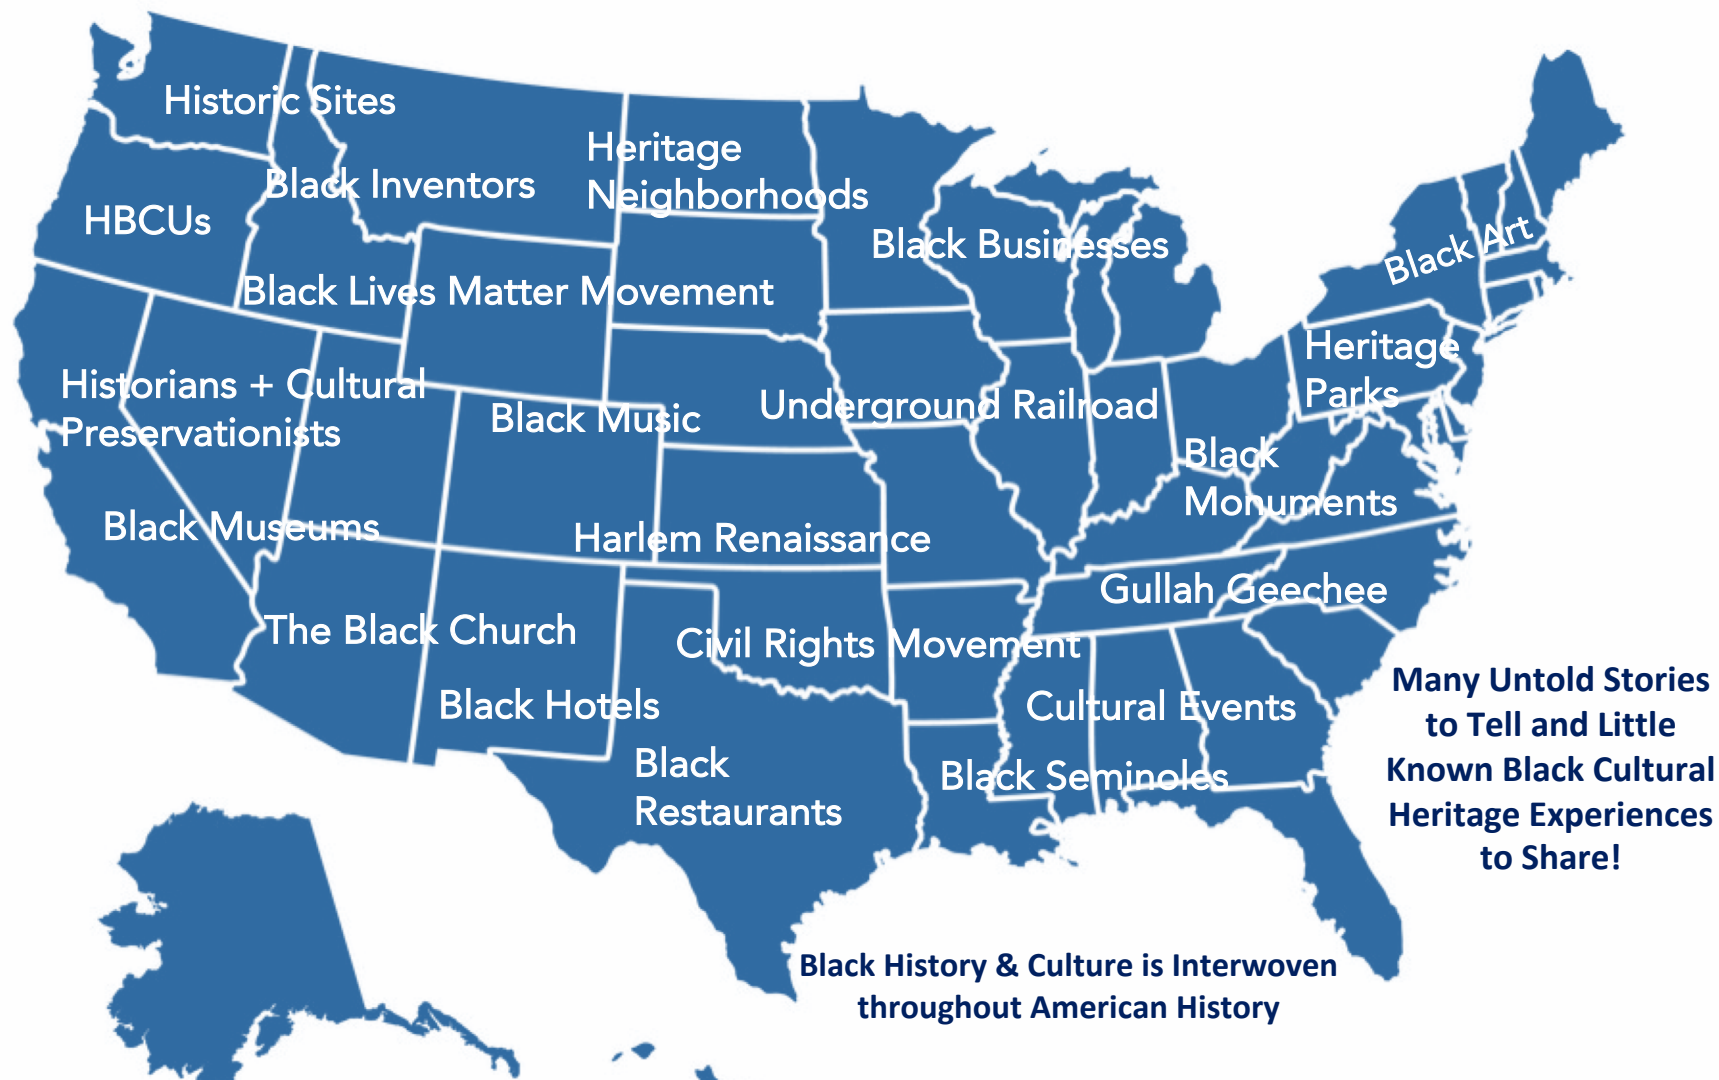 Historic Sites
Heritage
Neighborhoods
Black Inventors
HBCUs
Black Businesses
Black Art
Black Lives Matter Movement
Heritage
Parks
Historians + Cultural
Preservationists
Black Music
Underground Railroad
Black
Monuments
Black Museums
Harlem Renaissance
Gullah Geechee
The Black Church
Civil Rights Movement
Black Hotels
Cultural Events
Black
Restaurants
Black Seminoles
Many Untold Stories
to Tell and Little
Known Black Cultural
Heritage Experiences
to Share!
Black History & Culture is Interwoven
throughout American History